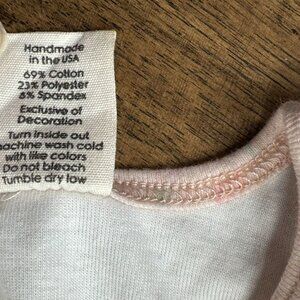 Handmade
in the USA
69% Cotton
23% Polyester
8% Spandex
Exclusive of
Decoration
Turn inside out
machine wash cold
with like colors
Do not bleach
Tumble dry low